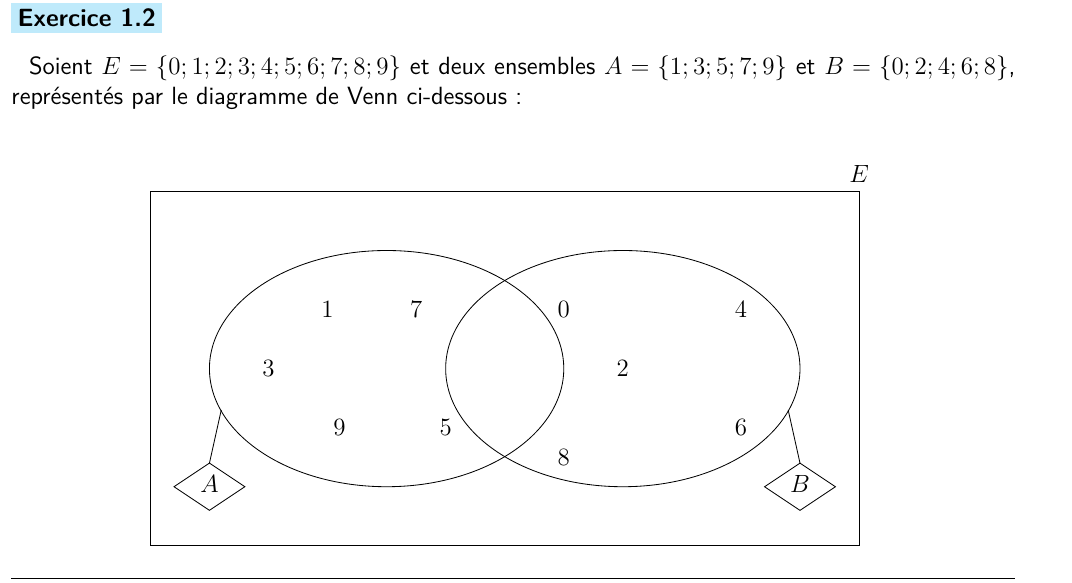 Exercice 1.2
Soient E = {0; 1; 2; 3; 4; 5; 6; 7; 8; 9} et deux ensembles A = {1; 3; 5; 7; 9} et B = {0; 2; 4; 6; 8},
représentés par le diagramme de Venn ci-dessous :
E
1 7 0 4
3 2
9 5 6
8
A B